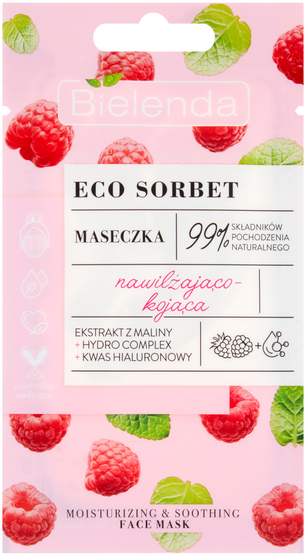 Bielenda
ECO SORBET
MASECZKA
99% SKŁADNIKÓW
POCHODZENIA
NATURALNEGO
nawilżająco-
kojąca
EKSTRAKT Z MALINY
+ HYDRO COMPLEX
+ KWAS HIALURONOWY
MOISTURIZING & SOOTHING
FACE MASK